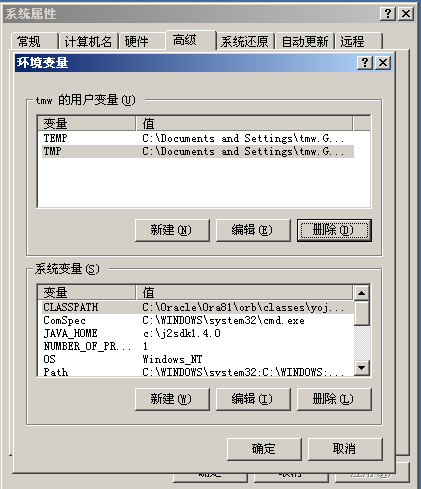 系统属性
常规 计算机名 硬件 高级 系统还原 自动更新 远程
环境变量
tmw 的用户变量(U)
变量 值
TEMP C:\Documents and Settings\tmw.G...
TMP C:\Documents and Settings\tmw.G...
新建(N) 编辑(E) 删除(D)
系统变量(S)
变量 值
CLASSPATH C:\Oracle\Ora81\orb\classes\yoj...
ComSpec C:\WINDOWS\system32\cmd.exe
JAVA_HOME c:\j2sdk1.4.0
NUMBER_OF_PR... 1
OS Windows_NT
Path C:\WINDOWS\system32;C:\WINDOWS;...
新建(W) 编辑(I) 删除(L)
确定 取消